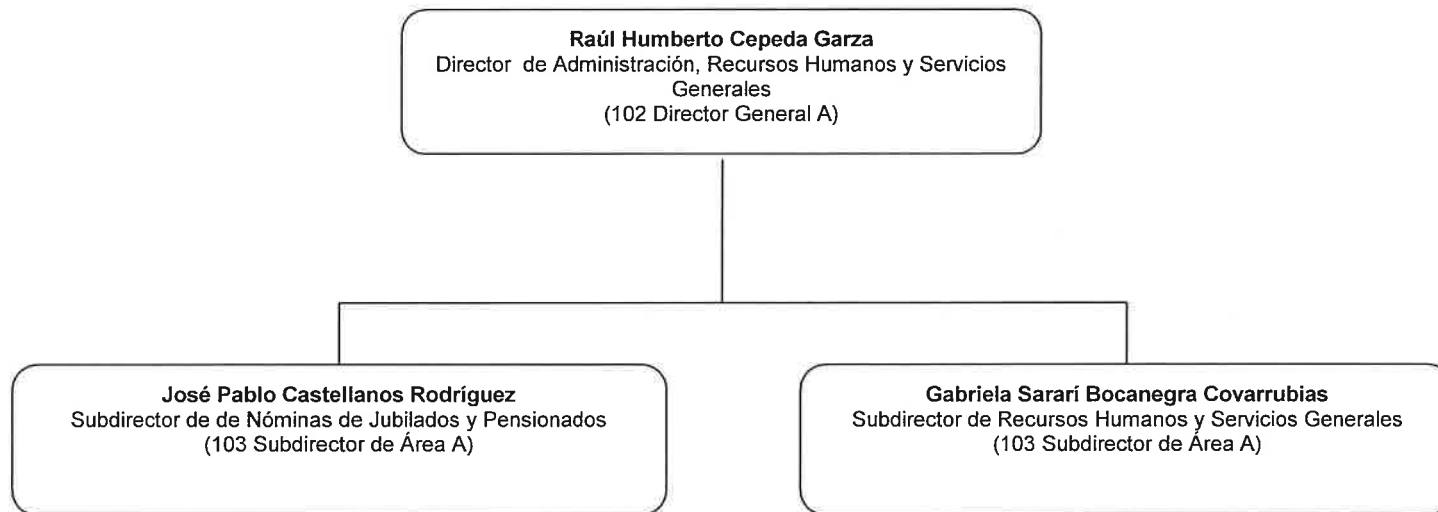 Raúl Humberto Cepeda Garza
Director de Administración, Recursos Humanos y Servicios
Generales
(102 Director General A)
José Pablo Castellanos Rodríguez
Subdirector de de Nóminas de Jubilados y Pensionados
(103 Subdirector de Área A)
Gabriela Sararí Bocanegra Covarrubias
Subdirector de Recursos Humanos y Servicios Generales
(103 Subdirector de Área A)